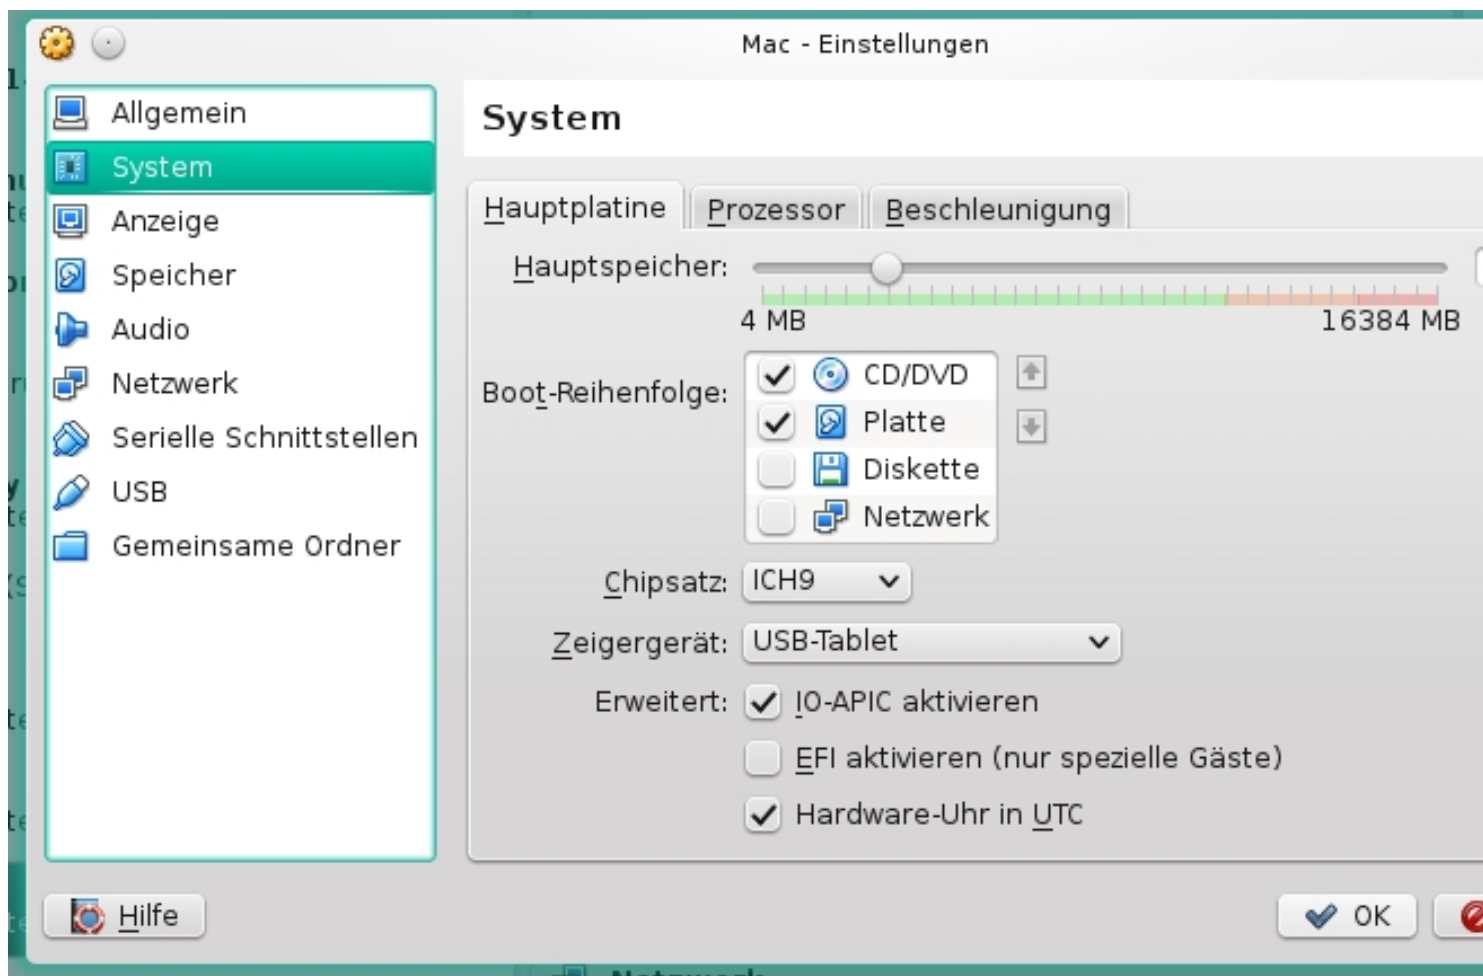 Mac - Einstellungen
Allgemein
System
Anzeige
Speicher
Audio
Netzwerk
Serielle Schnittstellen
USB
Gemeinsame Ordner
System
Hauptplatine Prozessor Beschleunigung
Hauptspeicher:
4 MB 16384 MB
Boot-Reihenfolge:
CD/DVD
Platte
Diskette
Netzwerk
Chipsatz: ICH9
Zeigergerät: USB-Tablet
Erweitert: IO-APIC aktivieren
EFI aktivieren (nur spezielle Gäste)
Hardware-Uhr in UTC
Hilfe OK
Netzwerk